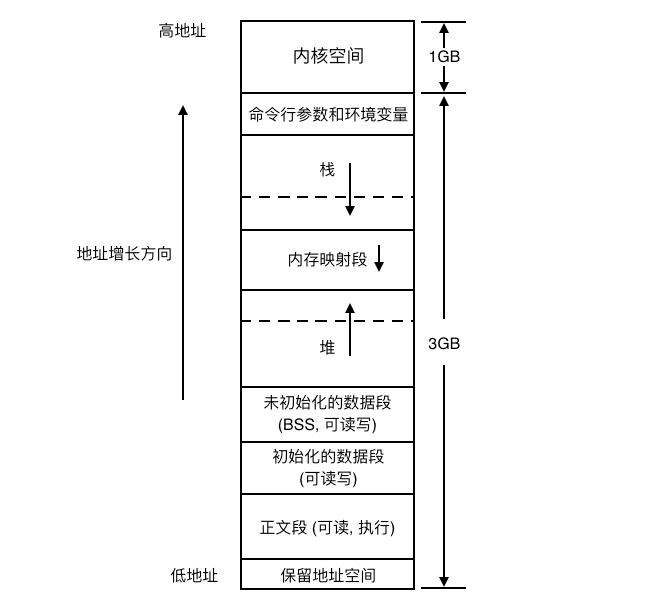 高地址
内核空间
1GB
命令行参数和环境变量
栈
地址增长方向
内存映射段
3GB
堆
未初始化的数据段
(BSS, 可读写)
初始化的数据段
(可读写)
正文段 (可读, 执行)
低地址
保留地址空间